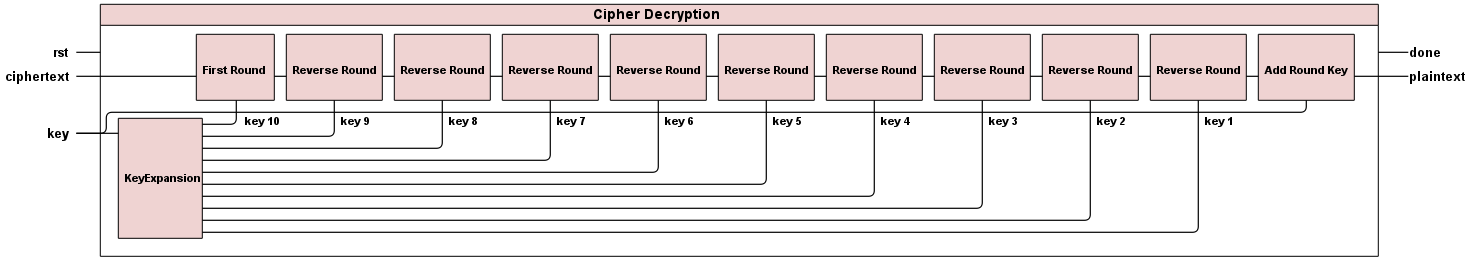 Cipher Decryption
rst
done
First Round
Reverse Round
Reverse Round
Reverse Round
Reverse Round
Reverse Round
Reverse Round
Reverse Round
Reverse Round
Reverse Round
Add Round Key
ciphertext
plaintext
key 10
key 9
key 8
key 7
key 6
key 5
key 4
key 3
key 2
key 1
key
KeyExpansion